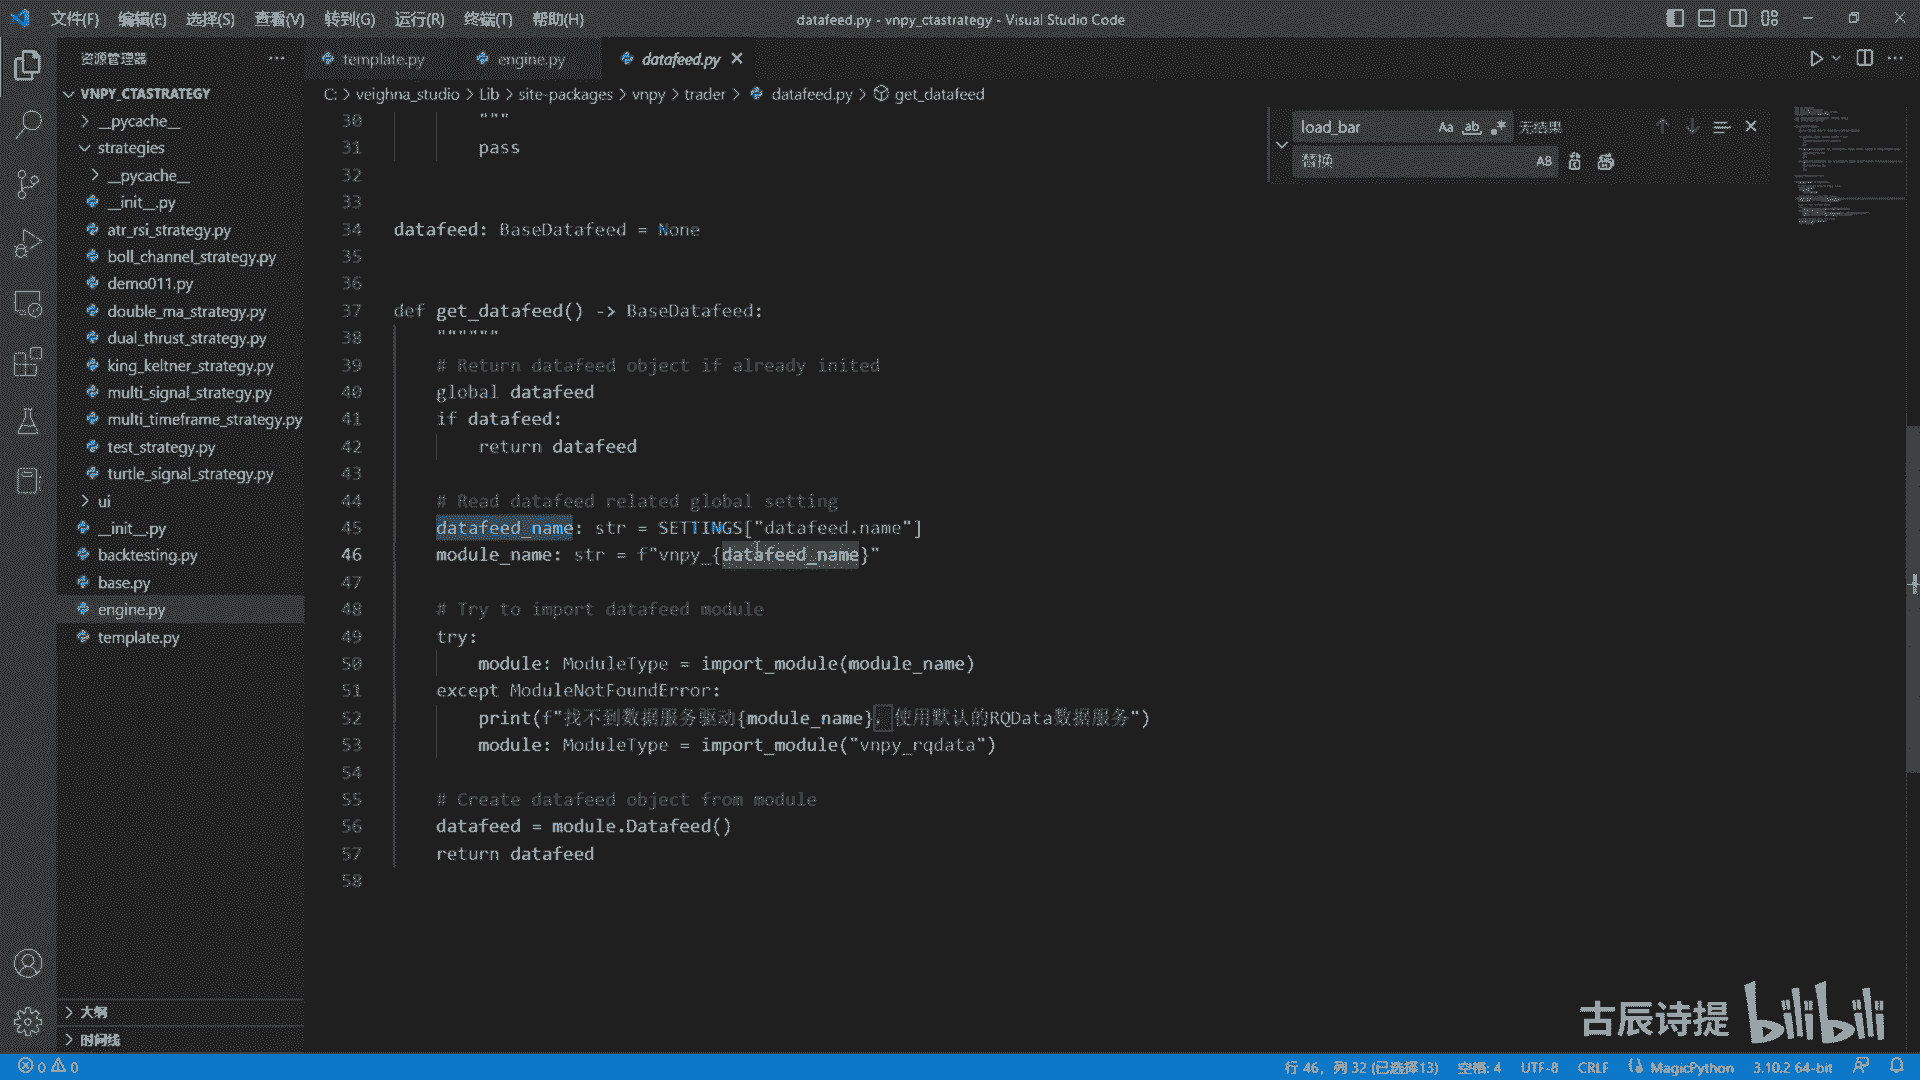 文件(F) 编辑(E) 选择(S) 查看(V) 转到(G) 运行(R) 终端(T) 帮助(H)
datafeed.py - vnpy_ctastrategy - Visual Studio Code
资源管理器
template.py
engine.py
datafeed.py
VNPY_CTASTRATEGY
__pycache__
strategies
__pycache__
__init__.py
atr_rsi_strategy.py
boll_channel_strategy.py
demo011.py
double_ma_strategy.py
dual_thrust_strategy.py
king_keltner_strategy.py
multi_signal_strategy.py
multi_timeframe_strategy.py
test_strategy.py
turtle_signal_strategy.py
ui
__init__.py
backtesting.py
base.py
engine.py
template.py
大纲
时间线
C: > veighna_studio > Lib > site-packages > vnpy > trader > datafeed.py > get_datafeed
load_bar
Aa ab 无结果
替换
AB
30 """
31 pass
32
33
34 datafeed: BaseDatafeed = None
35
36
37 def get_datafeed() -> BaseDatafeed:
38 """"""
39 # Return datafeed object if already inited
40 global datafeed
41 if datafeed:
42 return datafeed
43
44 # Read datafeed related global setting
45 datafeed_name: str = SETTINGS["datafeed.name"]
46 module_name: str = f"vnpy_{datafeed_name}"
47
48 # Try to import datafeed module
49 try:
50 module: ModuleType = import_module(module_name)
51 except ModuleNotFoundError:
52 print(f"找不到数据服务驱动{module_name}，使用默认的RQData数据服务")
53 module: ModuleType = import_module("vnpy_rqdata")
54
55 # Create datafeed object from module
56 datafeed = module.Datafeed()
57 return datafeed
58
古辰诗提 bilibili
0 0
行 46，列 32 (已选择13) 空格: 4 UTF-8 CRLF MagicPython 3.10.2 64-bit